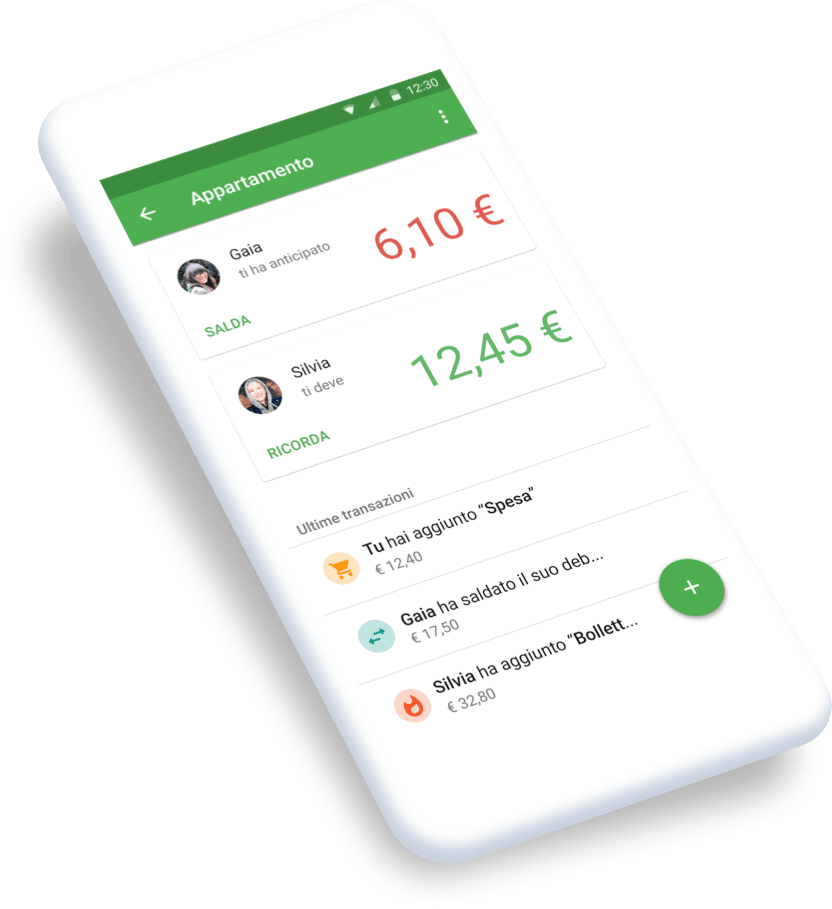 12:30
Appartamento
Gaia
ti ha anticipato
6,10 €
SALDA
Silvia
ti deve
12,45 €
RICORDA
Ultime transazioni
Tu hai aggiunto “Spesa”
€ 12,40
Gaia ha saldato il suo deb...
€ 17,50
Silvia ha aggiunto “Bollett...
€ 32,80